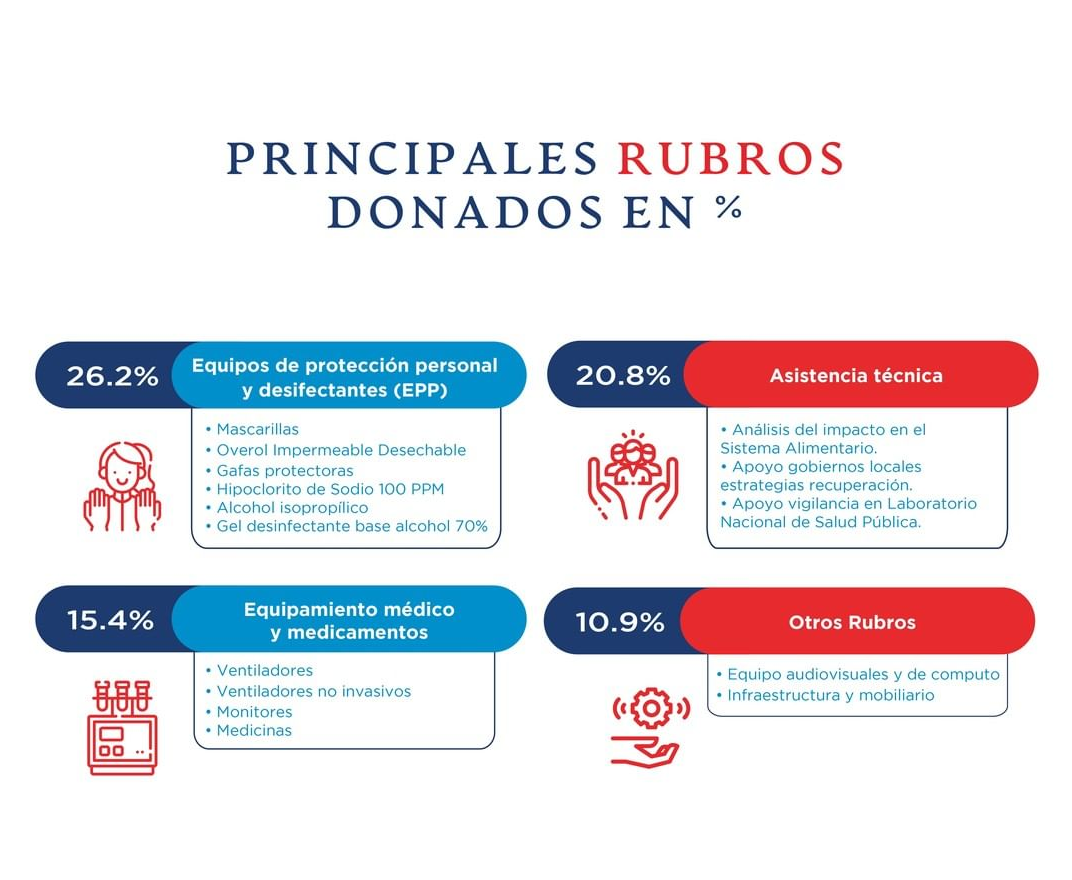 PRINCIPALES RUBROS
DONADOS EN %
26.2%
Equipos de protección personal
y desifectantes (EPP)
• Mascarillas
• Overol Impermeable Desechable
• Gafas protectoras
• Hipoclorito de Sodio 100 PPM
• Alcohol isopropílico
• Gel desinfectante base alcohol 70%
20.8%
Asistencia técnica
• Análisis del impacto en el
Sistema Alimentario.
• Apoyo gobiernos locales
estrategias recuperación.
• Apoyo vigilancia en Laboratorio
Nacional de Salud Pública.
15.4%
Equipamiento médico
y medicamentos
• Ventiladores
• Ventiladores no invasivos
• Monitores
• Medicinas
10.9%
Otros Rubros
• Equipo audiovisuales y de computo
• Infraestructura y mobiliario